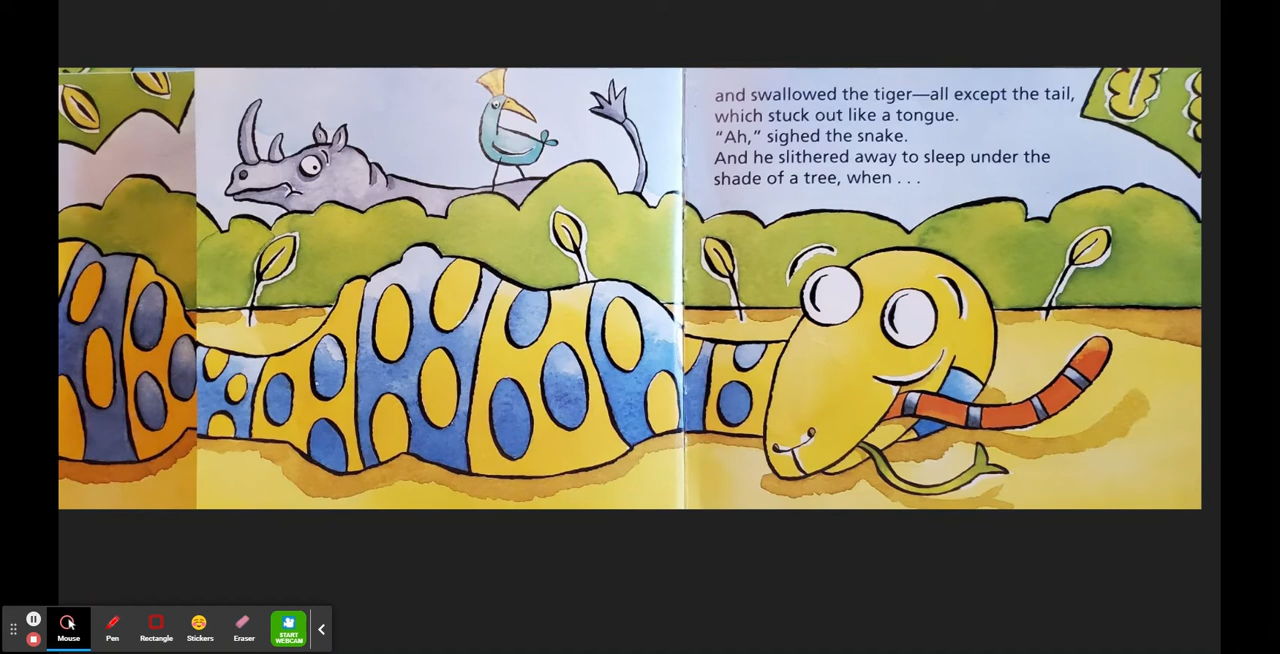 and swallowed the tiger—all except the tail,
which stuck out like a tongue.
“Ah,” sighed the snake.
And he slithered away to sleep under the
shade of a tree, when . . .
Mouse
Pen
Rectangle
Stickers
Eraser
START
WEBCAM